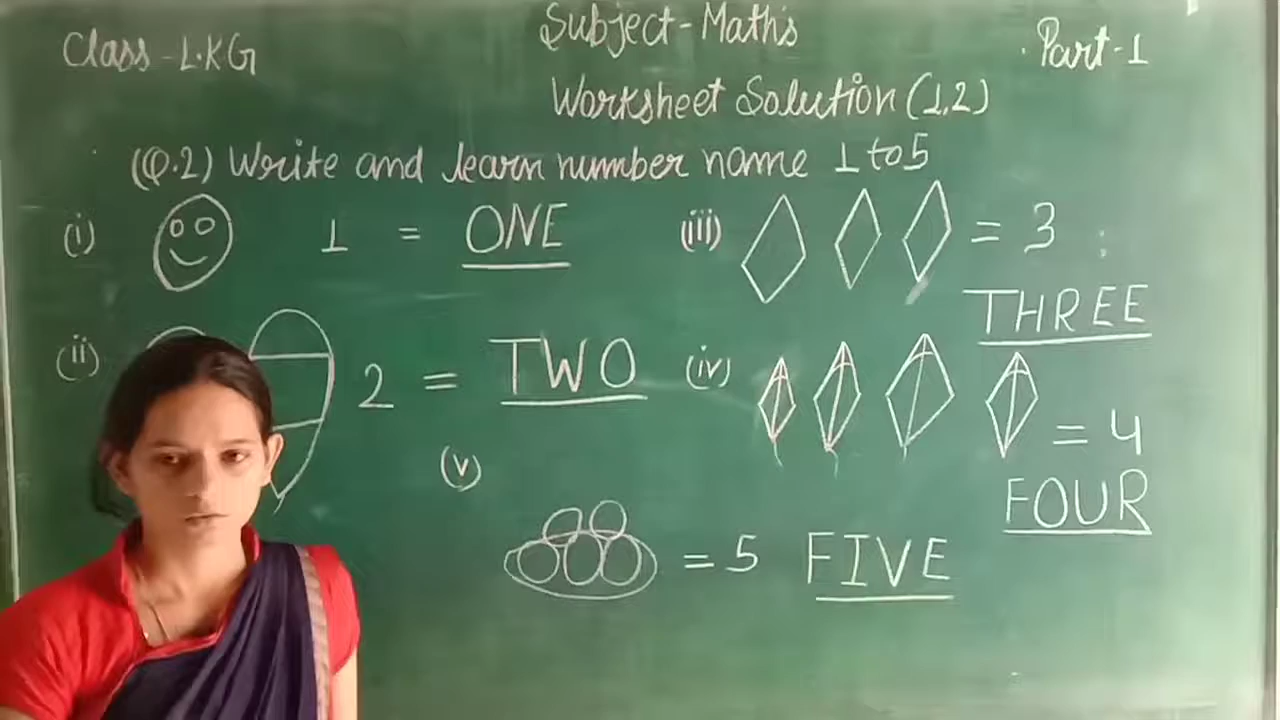 Class - L.KG
Subject - Maths
Part - 1
Worksheet Solution (1,2)
(Q.2) Write and learn number name 1 to 5
(i) 1 = ONE
(ii) 2 = TWO
(iii) = 3
THREE
(iv) = 4
FOUR
(v) = 5 FIVE